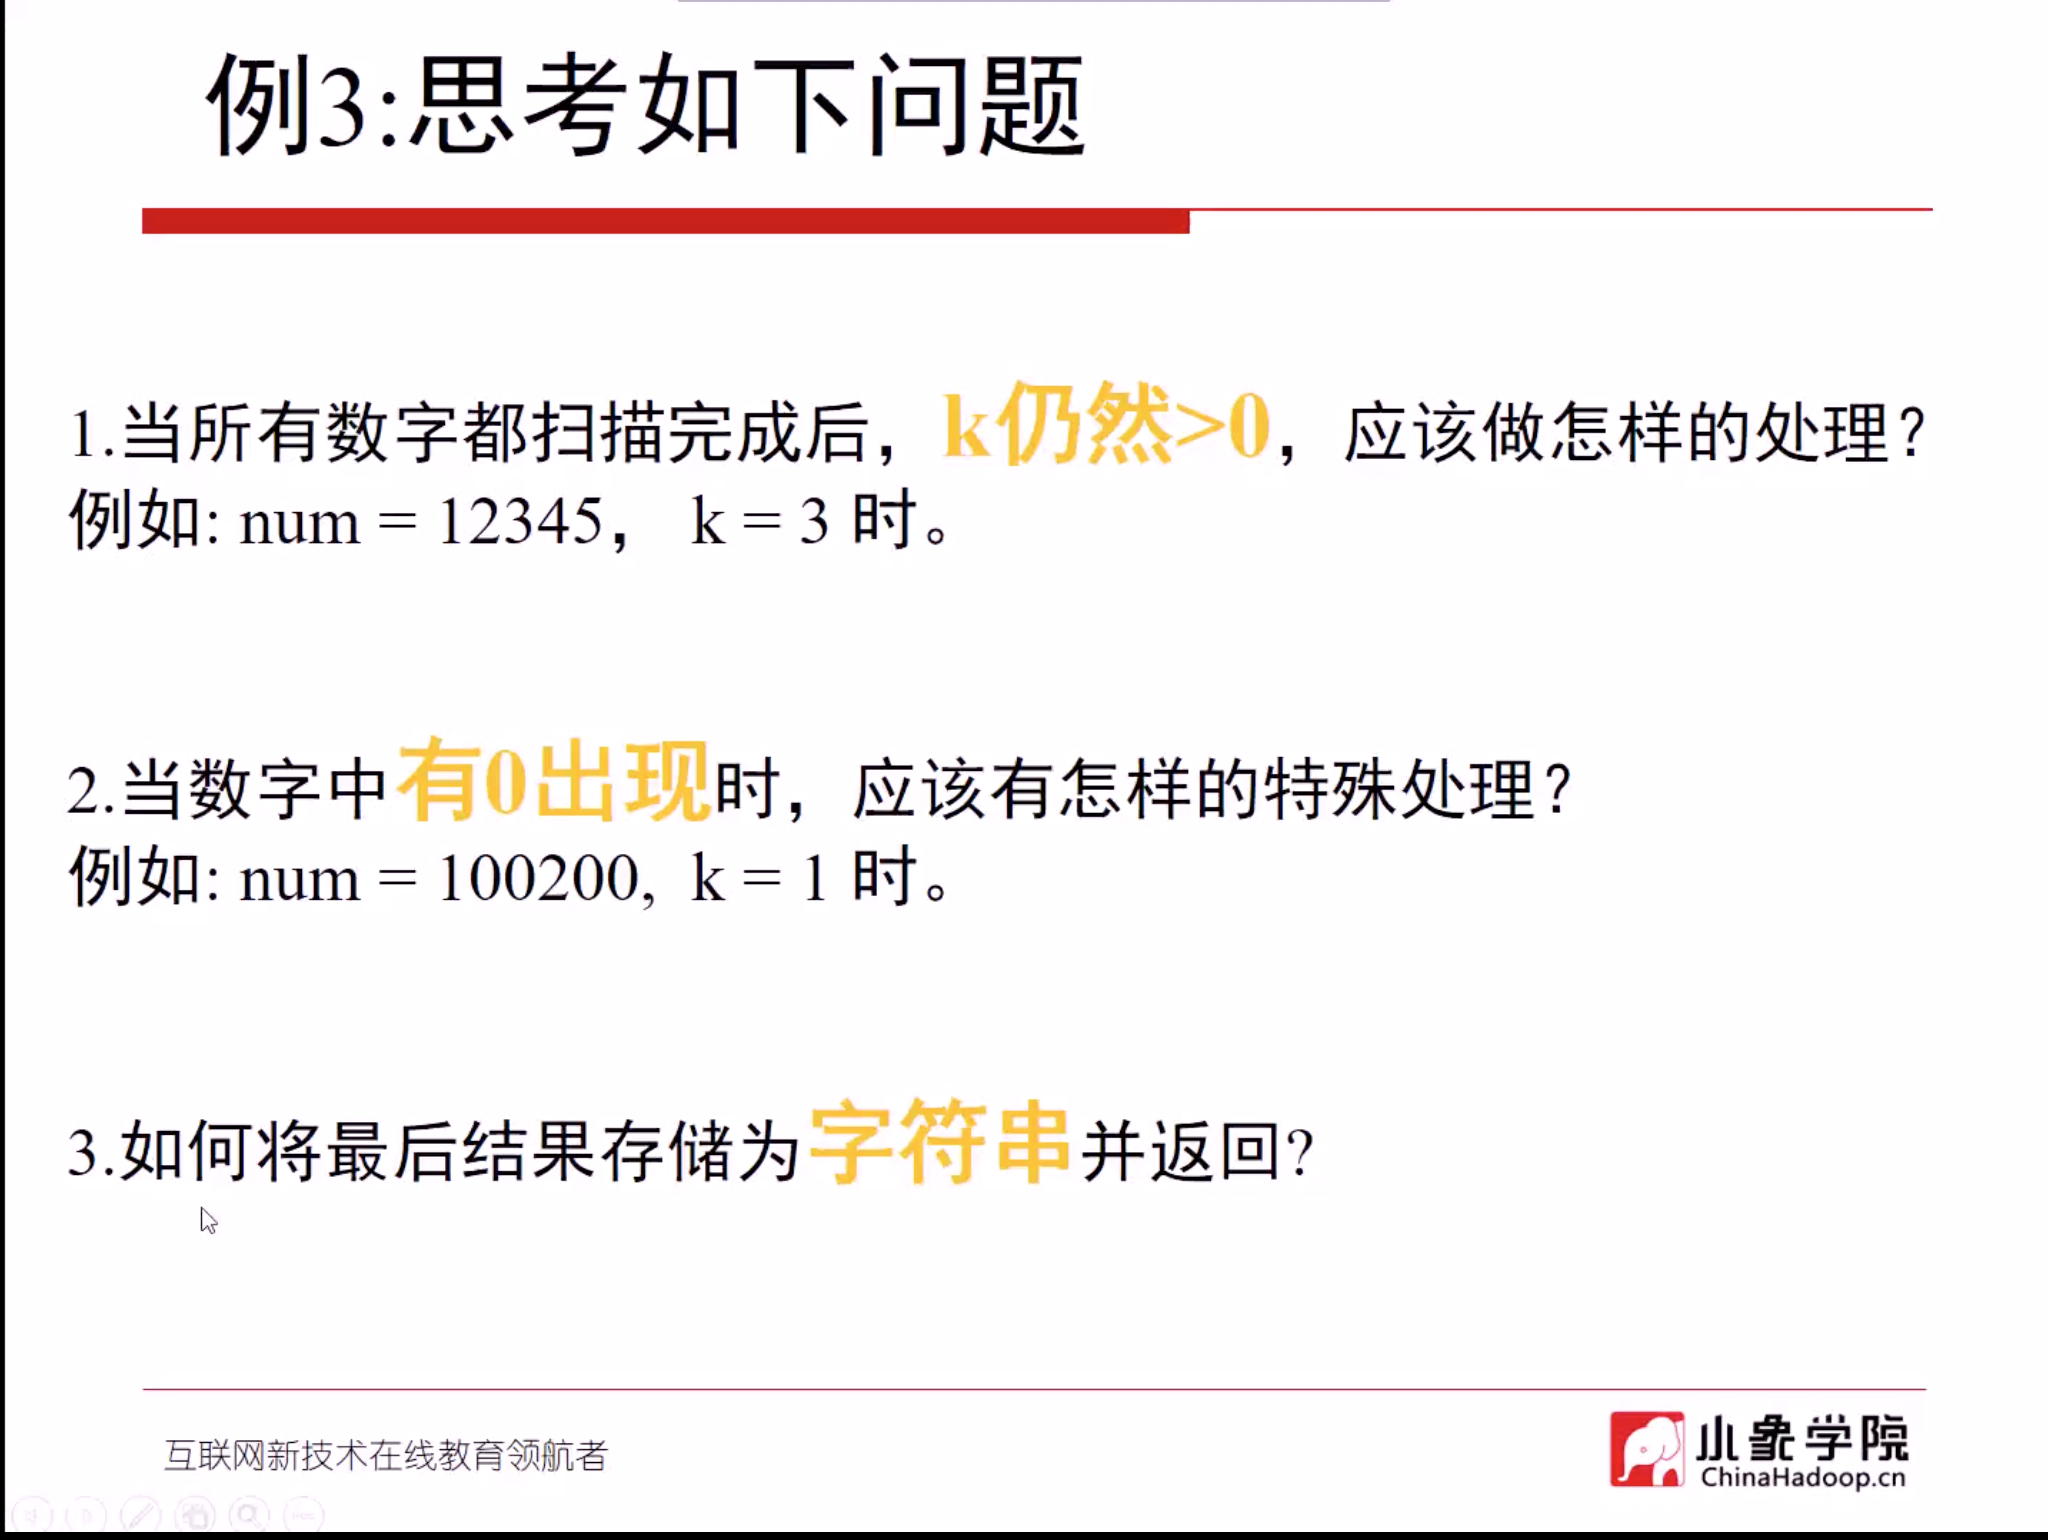 例3:思考如下问题
1.当所有数字都扫描完成后，k仍然>0，应该做怎样的处理？
例如: num = 12345， k = 3 时。
2.当数字中有0出现时，应该有怎样的特殊处理？
例如: num = 100200, k = 1 时。
3.如何将最后结果存储为字符串并返回?
互联网新技术在线教育领航者
小象学院
ChinaHadoop.cn